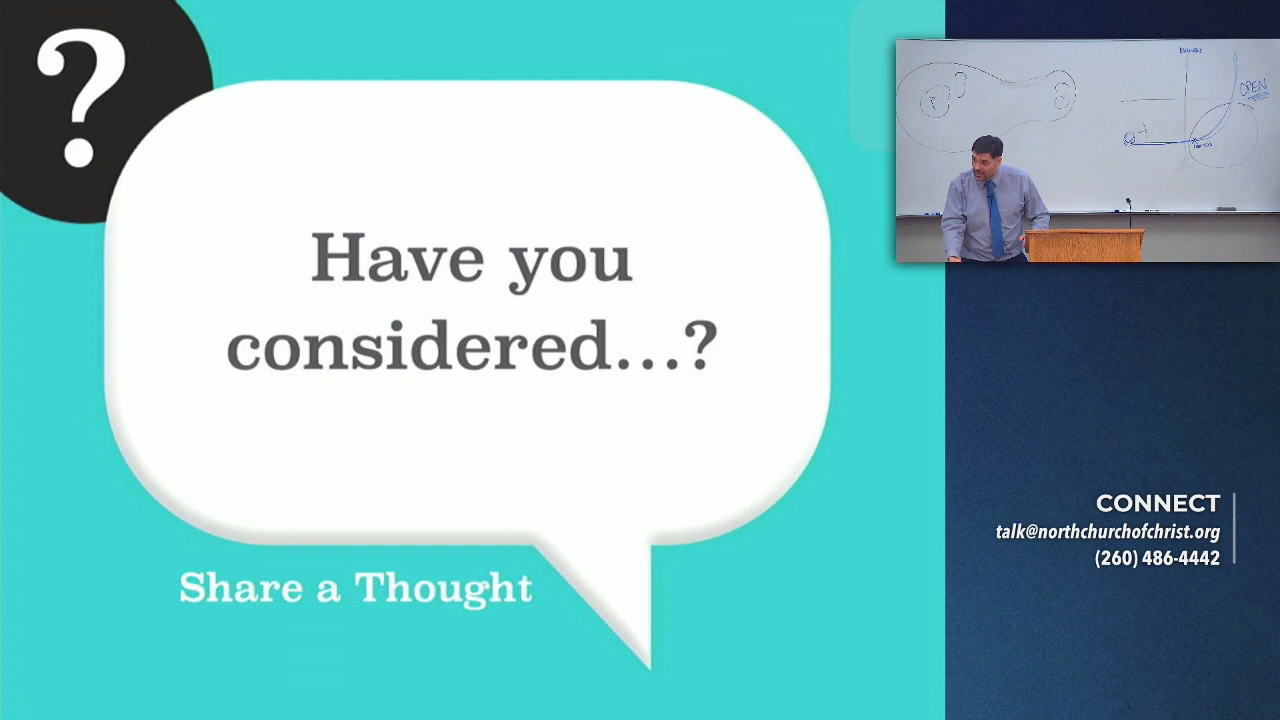 ?
Have you
considered...?
Share a Thought
OPEN
CONNECT
talk@northchurchofchrist.org
(260) 486-4442